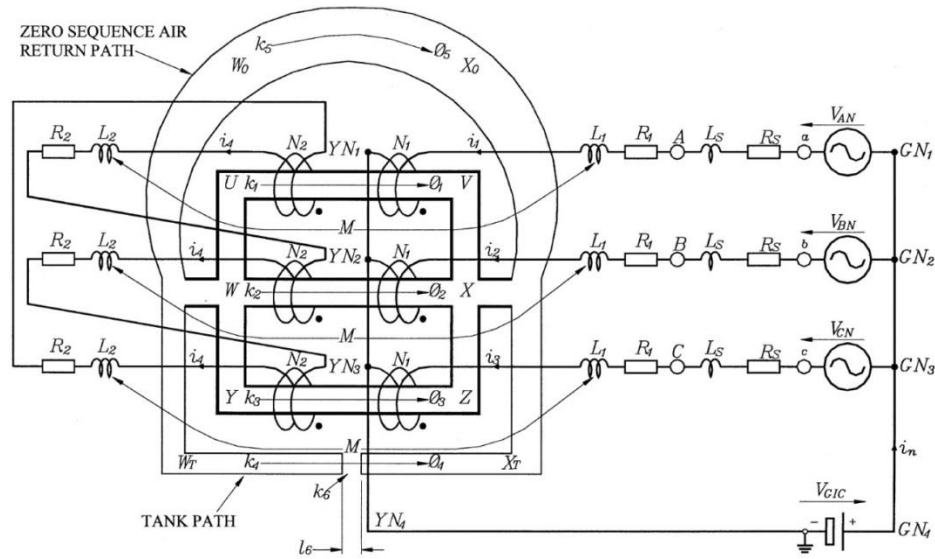 ZERO SEQUENCE AIR
RETURN PATH
k5 Ø5
W0 X0
R2 L2 i4 N2 YN1 N1 i1 L1 R1 A LS RS a VAN GN1
U k1 Ø1 V
M
R2 L2 i4 N2 YN2 N1 i2 L1 R1 B LS RS b VBN GN2
W k2 Ø2 X
M
R2 L2 i4 N2 YN3 N1 i3 L1 R1 C LS RS c VCN GN3
Y k3 Ø3 Z
M
WT k4 Ø4 XT
in
k6
VGIC
TANK PATH
YN4 - + GN4
l6